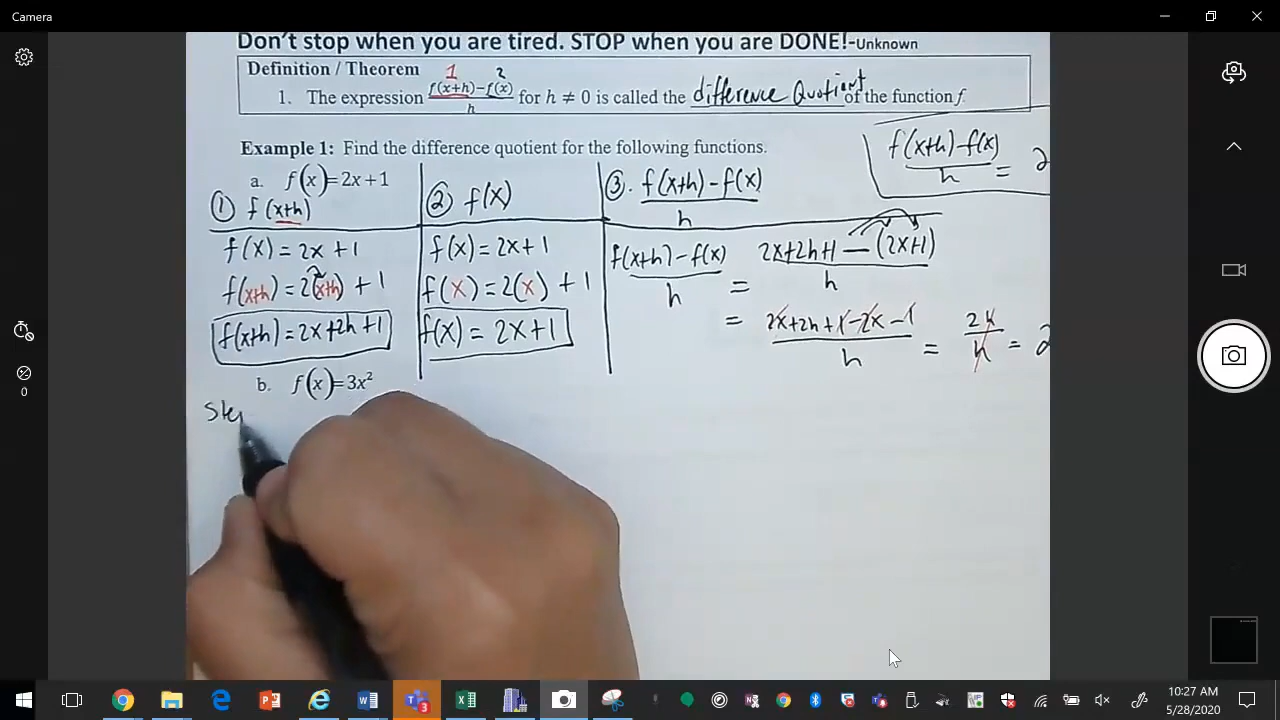 Camera
Don't stop when you are tired. STOP when you are DONE!-Unknown
Definition / Theorem
1. The expression f(x+h)−f(x)/h for h ≠ 0 is called the difference Quotient of the function f
1 2
Example 1: Find the difference quotient for the following functions.
f(x+h)-f(x)/h = 2
a. f(x)=2x+1
① f(x+h)
② f(x)
③. f(x+h)-f(x)/h
f(x) = 2x+1
f(x+h) = 2(x+h) + 1
f(x+h) = 2x+2h+1
f(x) = 2x+1
f(x) = 2(x) + 1
f(x) = 2x+1
f(x+h)-f(x)/h = 2x+2h+1 - (2x+1)/h
= 2x+2h+1-2x-1/h = 2h/h = 2
b. f(x)=3x²
Step
0
3
10:27 AM
5/28/2020